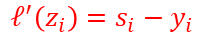 ℓ′(zᵢ) = sᵢ − yᵢ